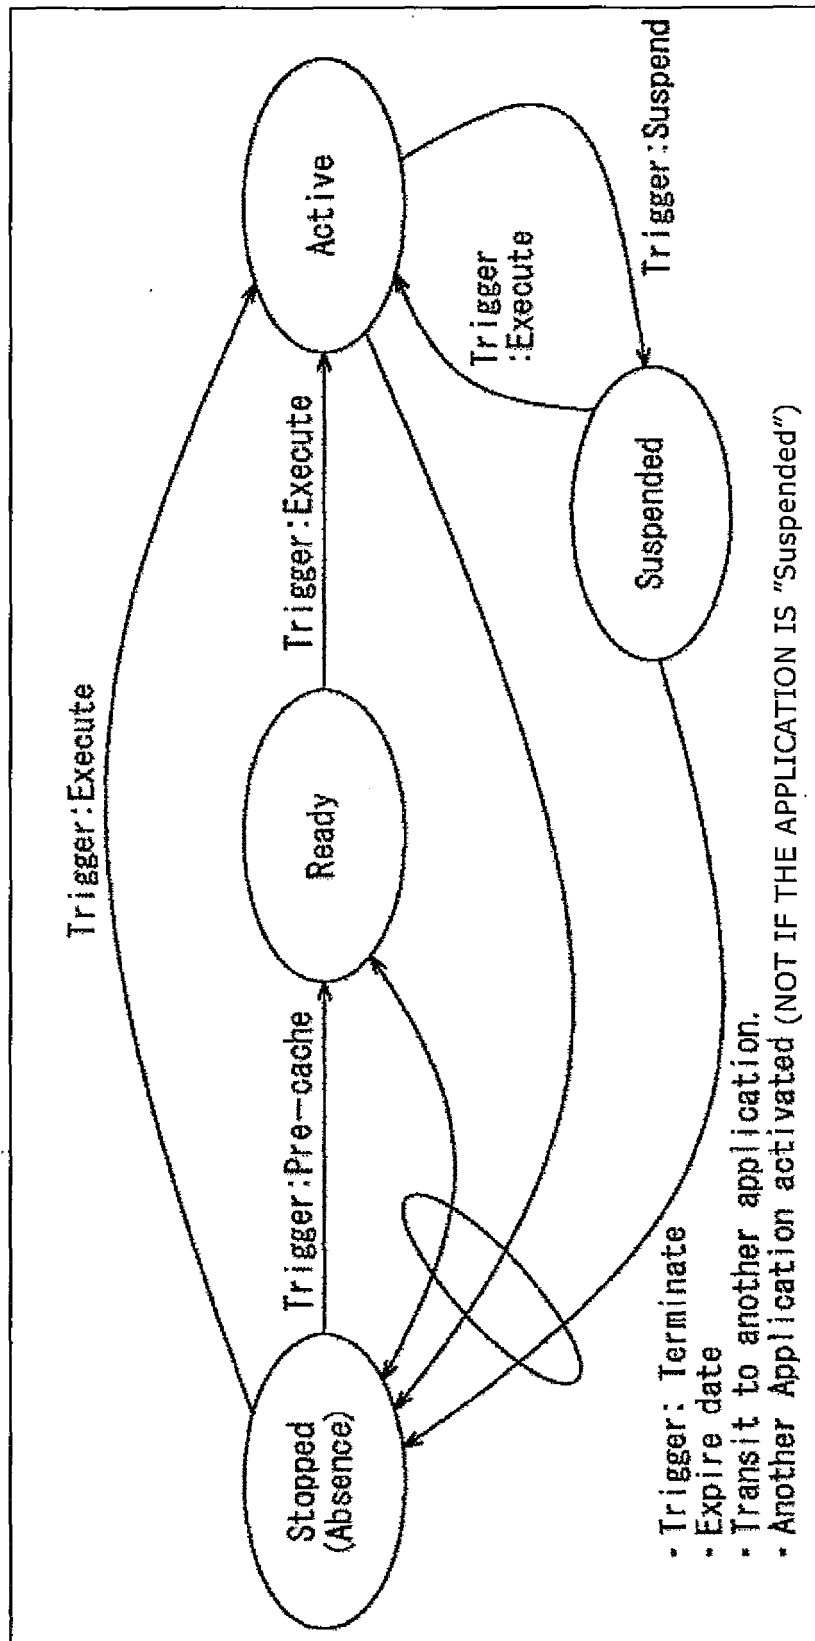 Trigger:Execute
Stopped
(Absence)
Trigger:Pre-cache
Ready
Trigger:Execute
Active
Trigger
:Execute
Trigger:Suspend
Suspended
• Trigger: Terminate
• Expire date
• Transit to another application.
• Another Application activated (NOT IF THE APPLICATION IS "Suspended")